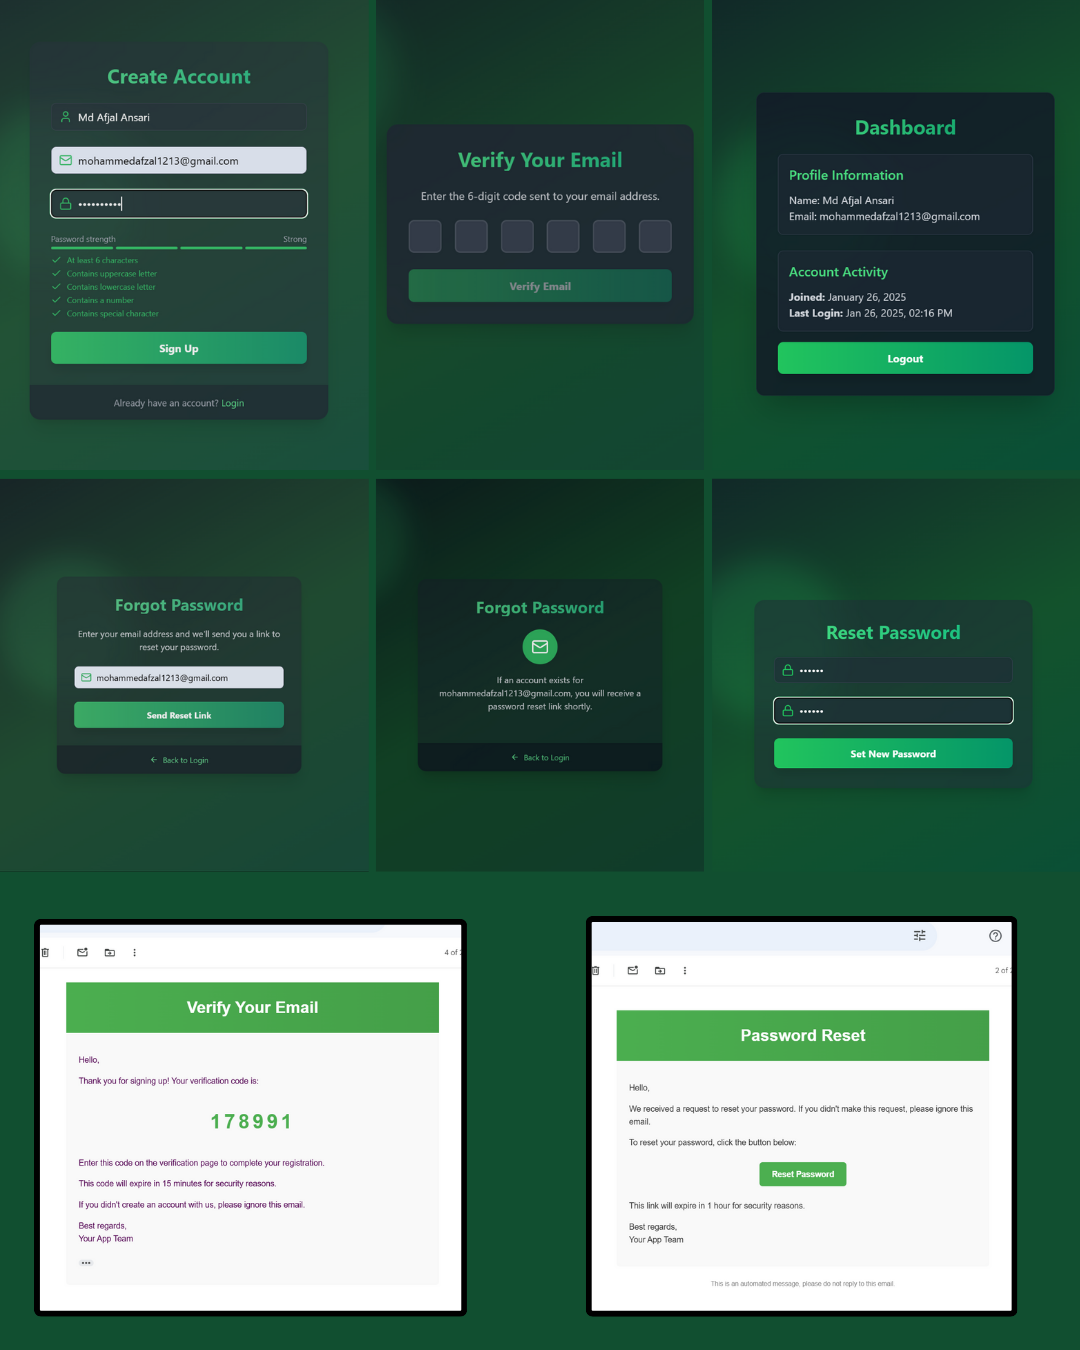 Create Account
Md Afjal Ansari
mohammedafzal1213@gmail.com
••••••••••
Password strength
Strong
At least 6 characters
Contains uppercase letter
Contains lowercase letter
Contains a number
Contains special character
Sign Up
Already have an account? Login
Verify Your Email
Enter the 6-digit code sent to your email address.
Verify Email
Dashboard
Profile Information
Name: Md Afjal Ansari
Email: mohammedafzal1213@gmail.com
Account Activity
Joined: January 26, 2025
Last Login: Jan 26, 2025, 02:16 PM
Logout
Forgot Password
Enter your email address and we'll send you a link to
reset your password.
mohammedafzal1213@gmail.com
Send Reset Link
Back to Login
Forgot Password
If an account exists for
mohammedafzal1213@gmail.com, you will receive a
password reset link shortly.
Back to Login
Reset Password
••••••
••••••
Set New Password
4 of
Verify Your Email
Hello,
Thank you for signing up! Your verification code is:
178991
Enter this code on the verification page to complete your registration.
This code will expire in 15 minutes for security reasons.
If you didn't create an account with us, please ignore this email.
Best regards,
Your App Team
2 of
Password Reset
Hello,
We received a request to reset your password. If you didn't make this request, please ignore this
email.
To reset your password, click the button below:
Reset Password
This link will expire in 1 hour for security reasons.
Best regards,
Your App Team
This is an automated message, please do not reply to this email.